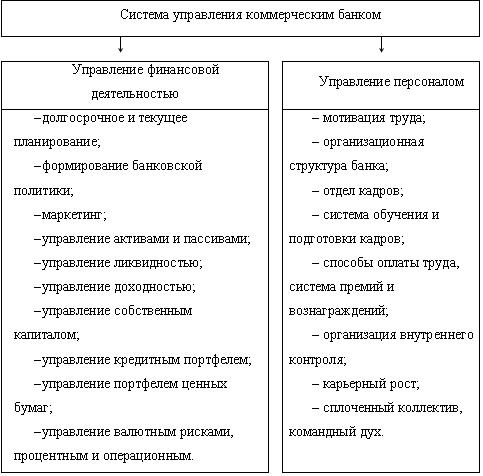 Система управления коммерческим банком
Управление финансовой
деятельностью
–долгосрочное и текущее
планирование;
–формирование банковской
политики;
–маркетинг;
–управление активами и пассивами;
–управление ликвидностью;
–управление доходностью;
–управление собственным
капиталом;
–управление кредитным портфелем;
–управление портфелем ценных
бумаг;
–управление валютным рисками,
процентным и операционным.
Управление персоналом
– мотивация труда;
– организационная
структура банка;
– отдел кадров;
– система обучения и
подготовки кадров;
– способы оплаты труда,
система премий и
вознаграждений;
– организация внутреннего
контроля;
– карьерный рост;
– сплоченный коллектив,
командный дух.